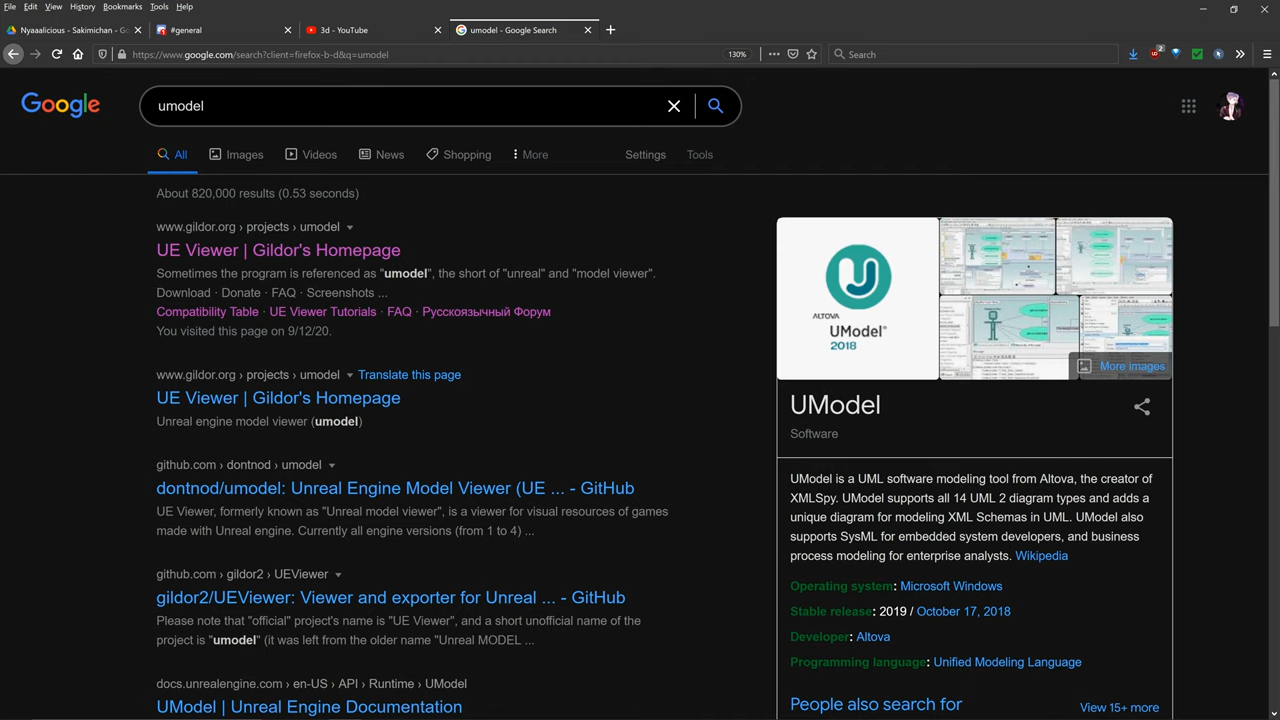 File Edit View History Bookmarks Tools Help
Nyaaalicious - Sakimichan - Go
#general
3d - YouTube
umodel - Google Search
https://www.google.com/search?client=firefox-b-d&q=umodel
130%
Search
2
Google
umodel
All Images Videos News Shopping More Settings Tools
About 820,000 results (0.53 seconds)
www.gildor.org › projects › umodel
UE Viewer | Gildor's Homepage
Sometimes the program is referenced as "umodel", the short of "unreal" and "model viewer".
Download · Donate · FAQ · Screenshots ...
Compatibility Table · UE Viewer Tutorials · FAQ · Русскоязычный Форум
You visited this page on 9/12/20.
www.gildor.org › projects › umodel Translate this page
UE Viewer | Gildor's Homepage
Unreal engine model viewer (umodel)
github.com › dontnod › umodel
dontnod/umodel: Unreal Engine Model Viewer (UE ... - GitHub
UE Viewer, formerly known as "Unreal model viewer", is a viewer for visual resources of games
made with Unreal engine. Currently all engine versions (from 1 to 4) ...
github.com › gildor2 › UEViewer
gildor2/UEViewer: Viewer and exporter for Unreal ... - GitHub
Please note that "official" project's name is "UE Viewer", and a short unofficial name of the
project is "umodel" (it was left from the older name "Unreal MODEL ...
docs.unrealengine.com › en-US › API › Runtime › UModel
UModel | Unreal Engine Documentation
ALTOVA
UModel®
2018
More images
UModel
Software
UModel is a UML software modeling tool from Altova, the creator of
XMLSpy. UModel supports all 14 UML 2 diagram types and adds a
unique diagram for modeling XML Schemas in UML. UModel also
supports SysML for embedded system developers, and business
process modeling for enterprise analysts. Wikipedia
Operating system: Microsoft Windows
Stable release: 2019 / October 17, 2018
Developer: Altova
Programming language: Unified Modeling Language
People also search for View 15+ more